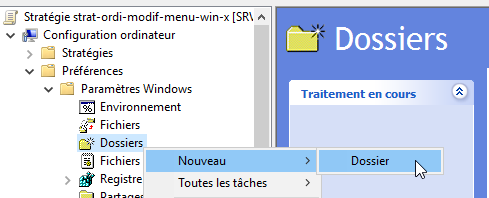 Stratégie strat-ordi-modif-menu-win-x [SR
Configuration ordinateur
Stratégies
Préférences
Paramètres Windows
Environnement
Fichiers
Dossiers
Fichiers
Registre
Partages
Nouveau
Toutes les tâches
Dossier
Dossiers
Traitement en cours